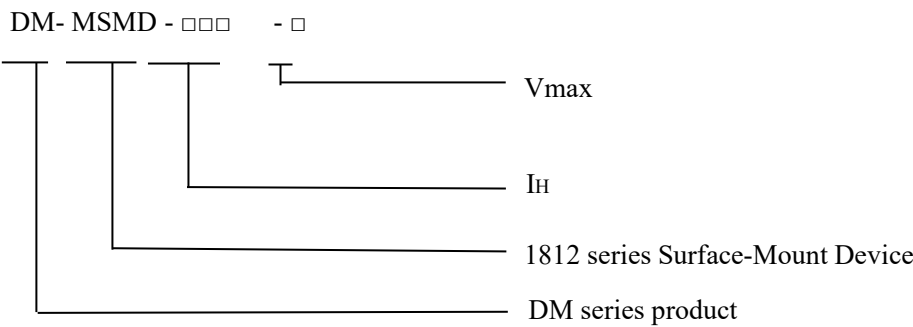 DM- MSMD - □□□ - □
Vmax
IH
1812 series Surface-Mount Device
DM series product